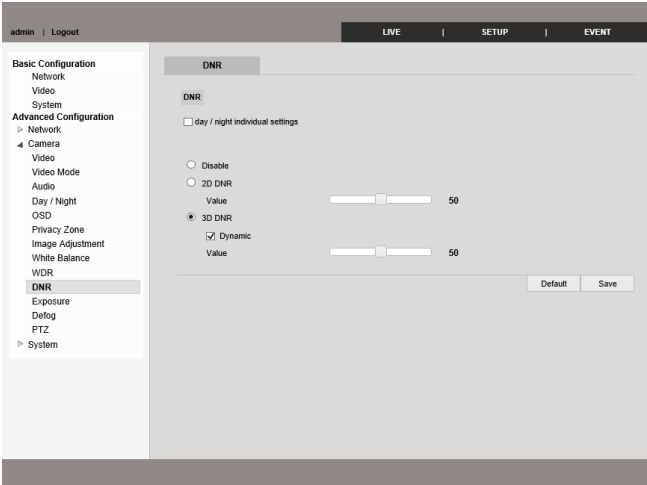 admin | Logout
LIVE | SETUP | EVENT
Basic Configuration
Network
Video
System
Advanced Configuration
Network
Camera
Video
Video Mode
Audio
Day / Night
OSD
Privacy Zone
Image Adjustment
White Balance
WDR
DNR
Exposure
Defog
PTZ
System
DNR
DNR
day / night individual settings
Disable
2D DNR
Value 50
3D DNR
Dynamic
Value 50
Default Save